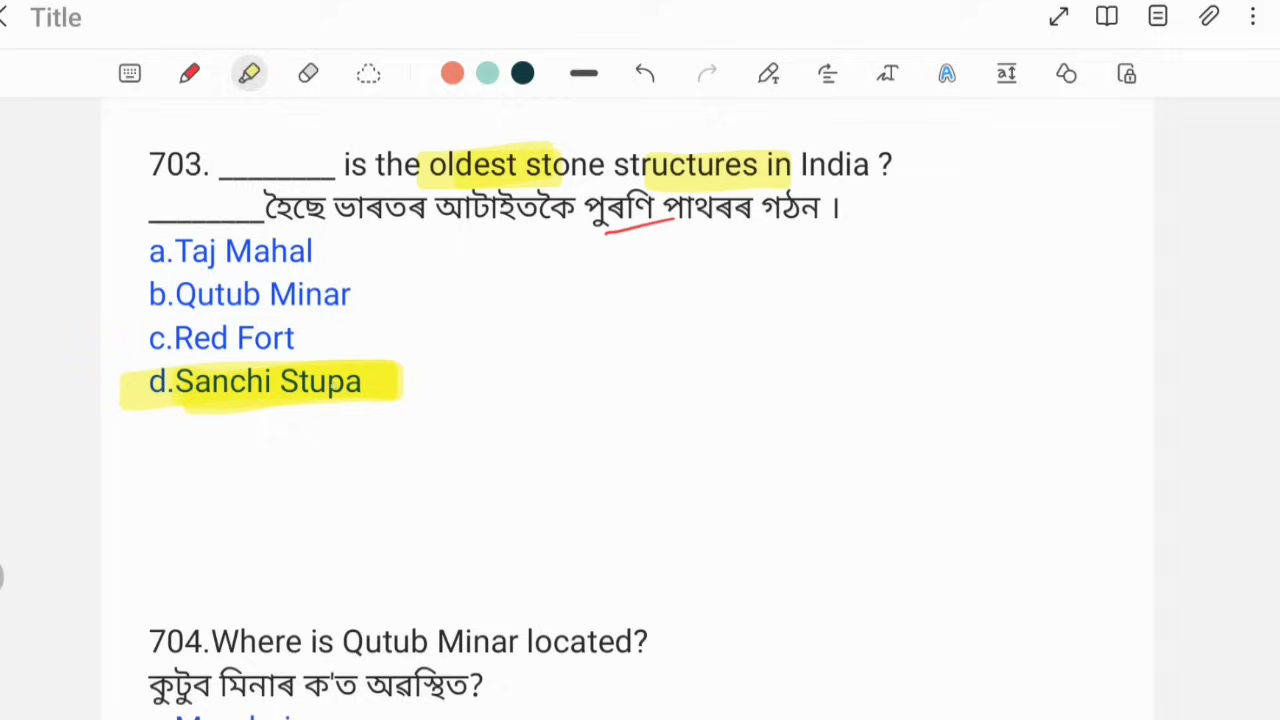 Title
703. ________ is the oldest stone structures in India ?
________হৈছে ভাৰতৰ আটাইতকৈ পুৰণি পাথৰৰ গঠন ।
a.Taj Mahal
b.Qutub Minar
c.Red Fort
d.Sanchi Stupa
704.Where is Qutub Minar located?
কুটুব মিনাৰ ক'ত অৱস্থিত?